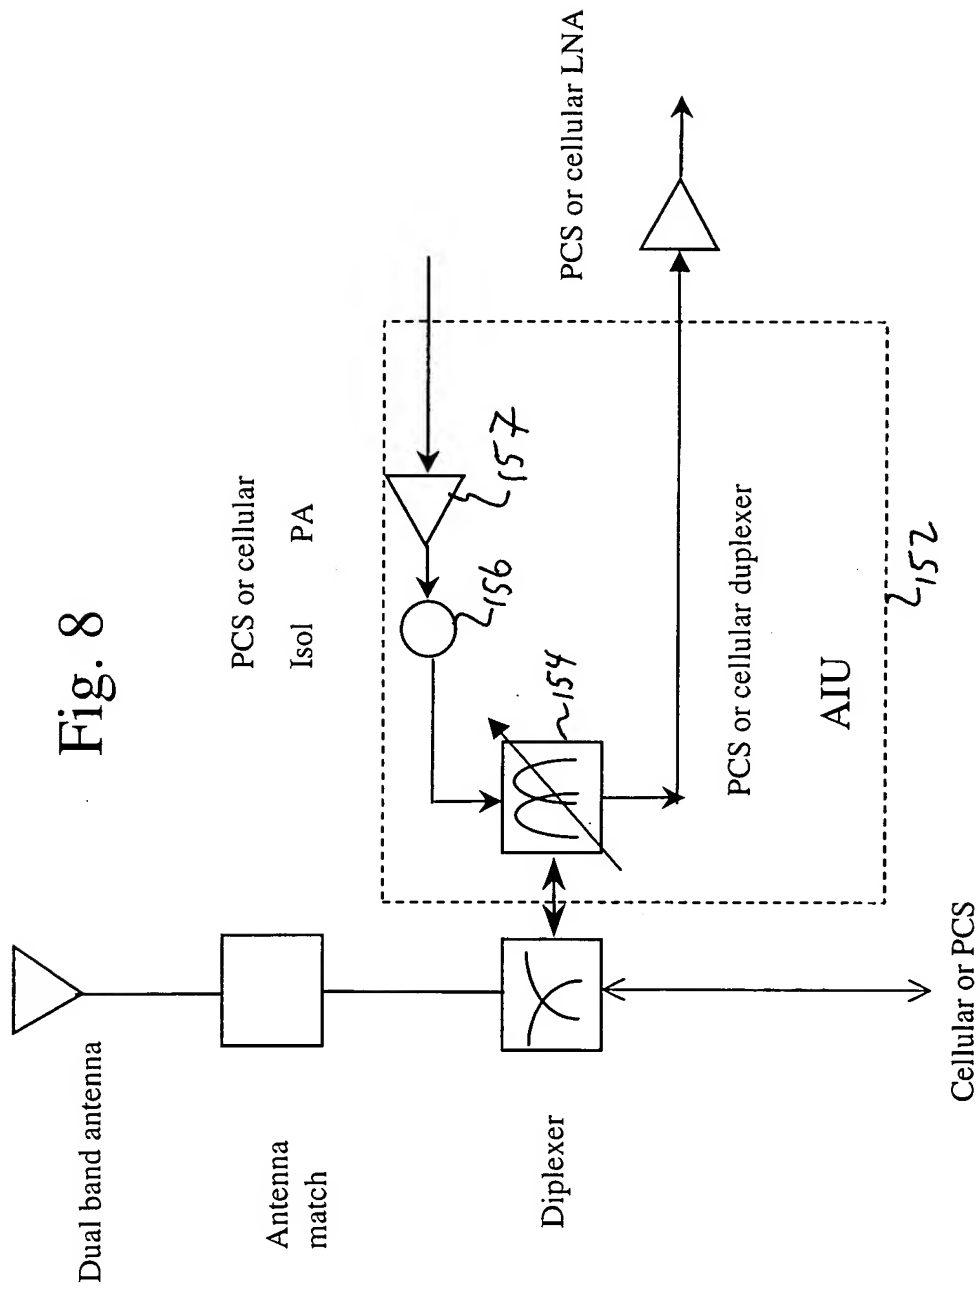 Fig. 8
Dual band antenna
Antenna
match
Diplexer
Cellular or PCS
PCS or cellular
Isol PA
157
156
154
PCS or cellular duplexer
AIU
152
PCS or cellular LNA